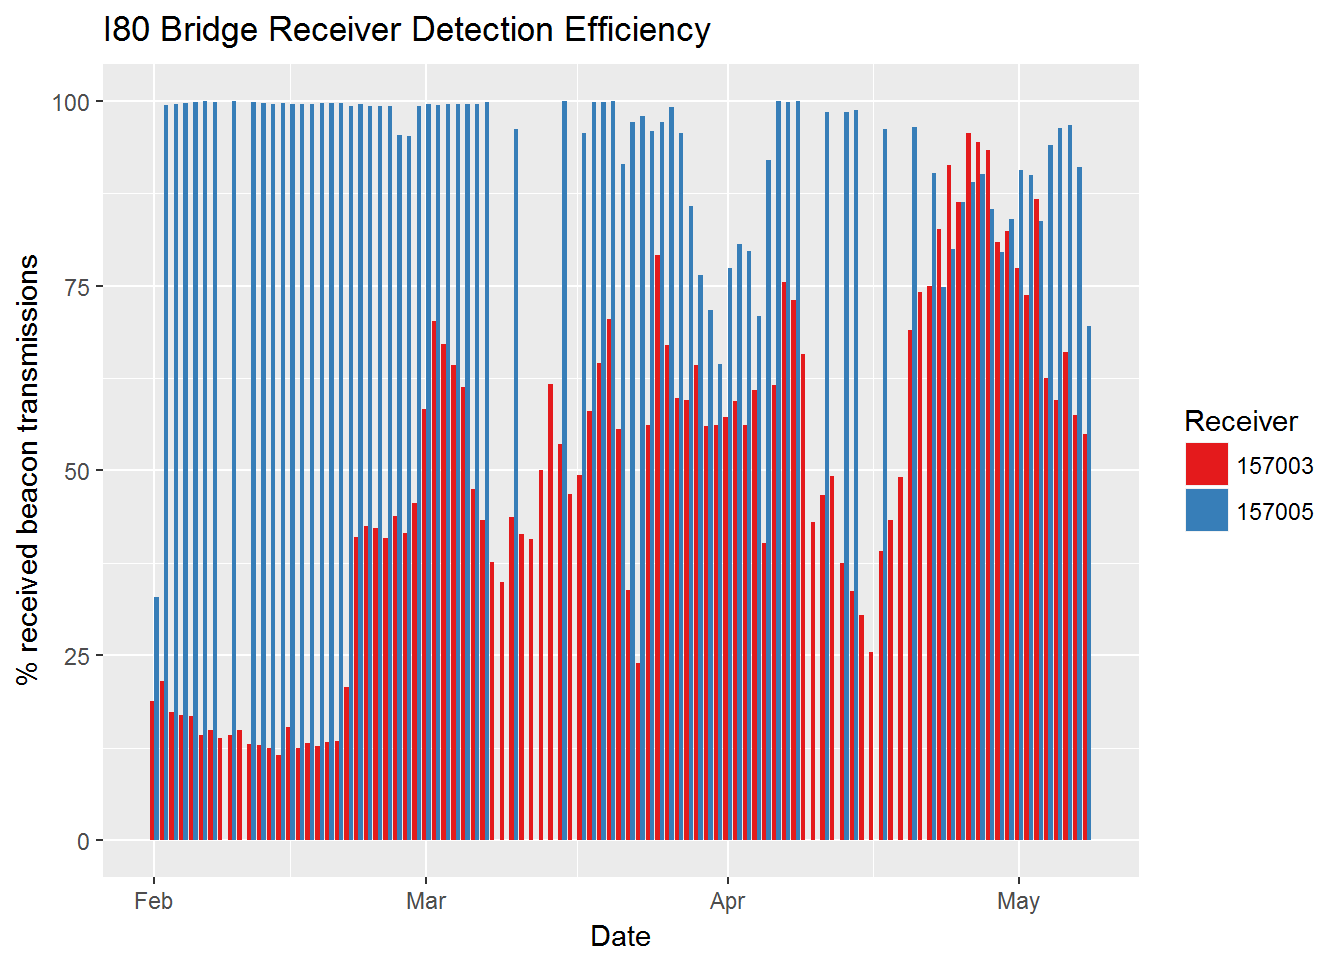 I80 Bridge Receiver Detection Efficiency
% received beacon transmissions
100
75
50
25
0
Feb
Mar
Apr
May
Date
Receiver
157003
157005